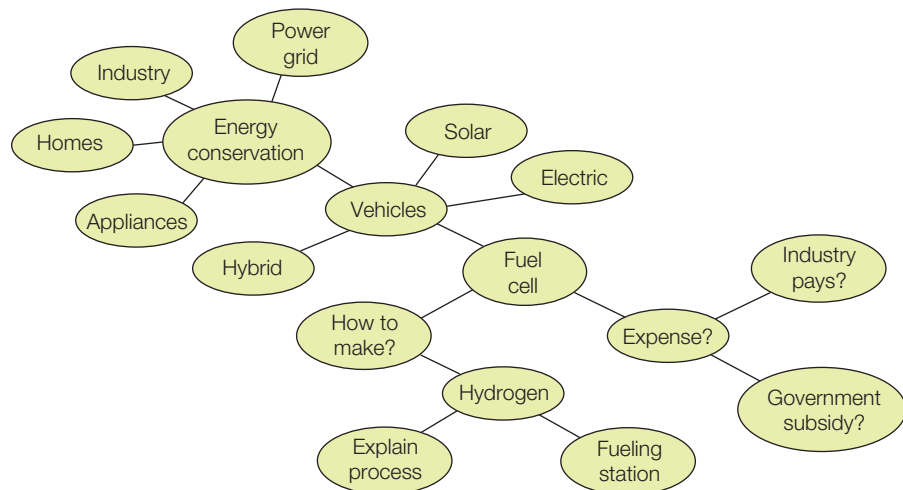 Power
grid
Industry
Energy
conservation
Homes
Solar
Electric
Appliances
Vehicles
Hybrid
Fuel
cell
Industry
pays?
How to
make?
Expense?
Hydrogen
Government
subsidy?
Explain
process
Fueling
station